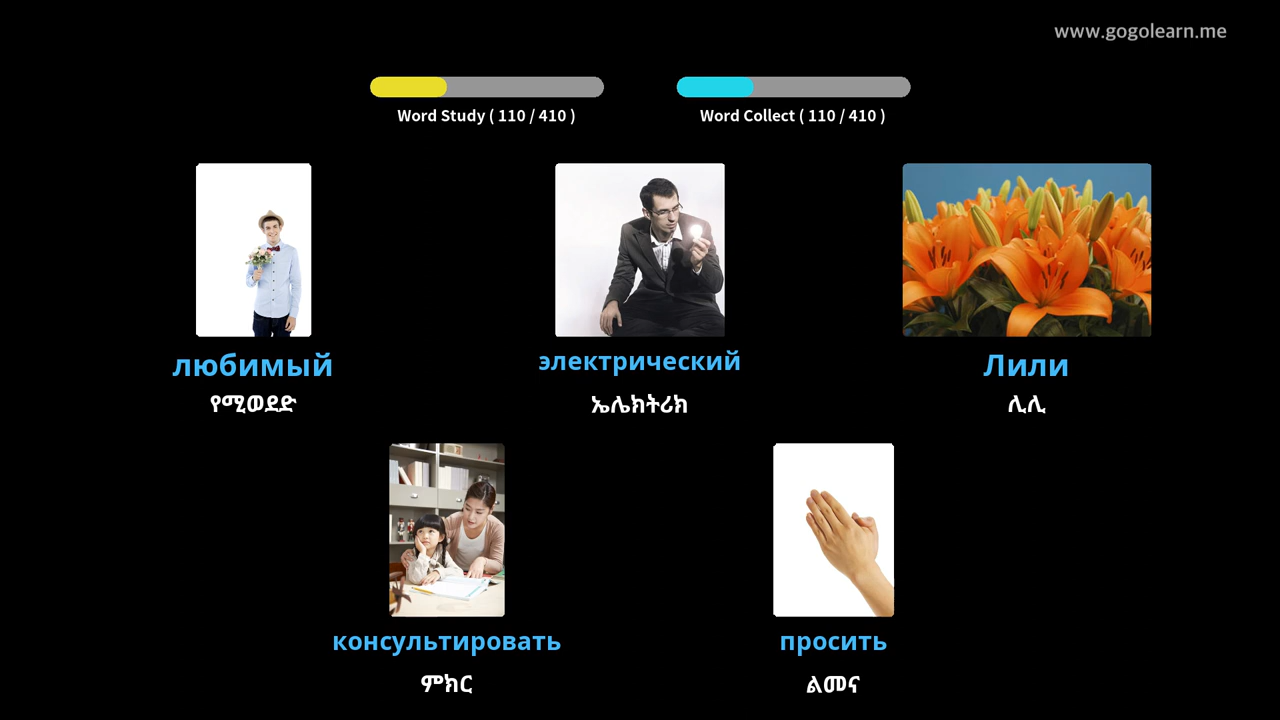 www.gogolearn.me
Word Study ( 110 / 410 )
Word Collect ( 110 / 410 )
любимый
электрический
Лили
የሚወደድ
ኤሌክትሪክ
ሊሊ
консультировать
просить
ምክር
ልመና